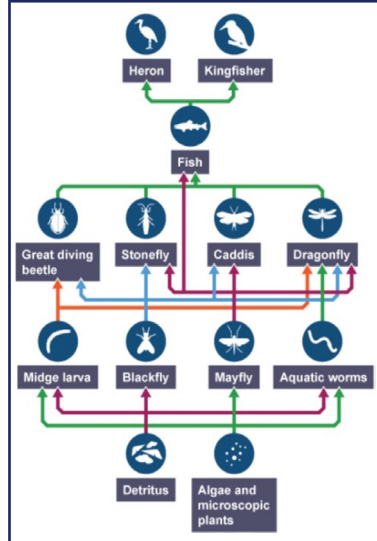 Heron
Kingfisher
Fish
Great diving
beetle
Stonefly
Caddis
Dragonfly
Midge larva
Blackfly
Mayfly
Aquatic worms
Detritus
Algae and
microscopic
plants